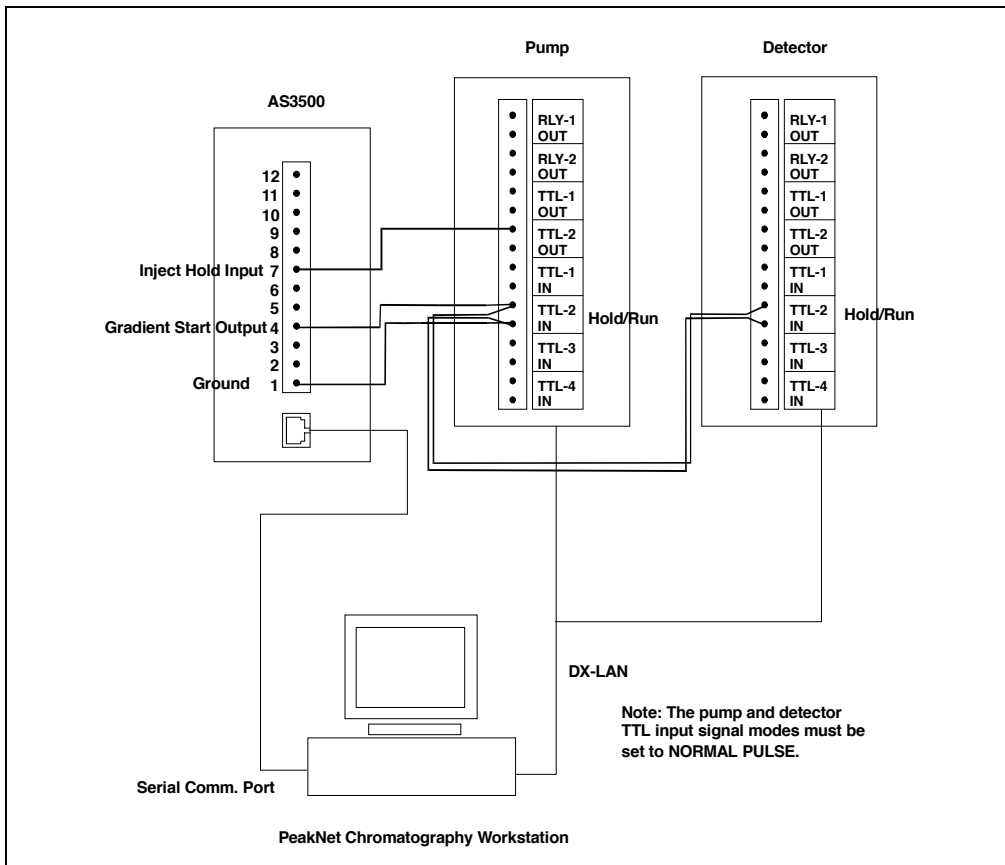 Pump
Detector
AS3500
RLY-1
OUT
RLY-2
OUT
TTL-1
OUT
TTL-2
OUT
TTL-1
IN
TTL-2
IN
TTL-3
IN
TTL-4
IN
Hold/Run
RLY-1
OUT
RLY-2
OUT
TTL-1
OUT
TTL-2
OUT
TTL-1
IN
TTL-2
IN
TTL-3
IN
TTL-4
IN
Hold/Run
12
11
10
9
8
Inject Hold Input 7
6
5
Gradient Start Output 4
3
2
Ground 1
DX-LAN
Note: The pump and detector
TTL input signal modes must be
set to NORMAL PULSE.
Serial Comm. Port
PeakNet Chromatography Workstation